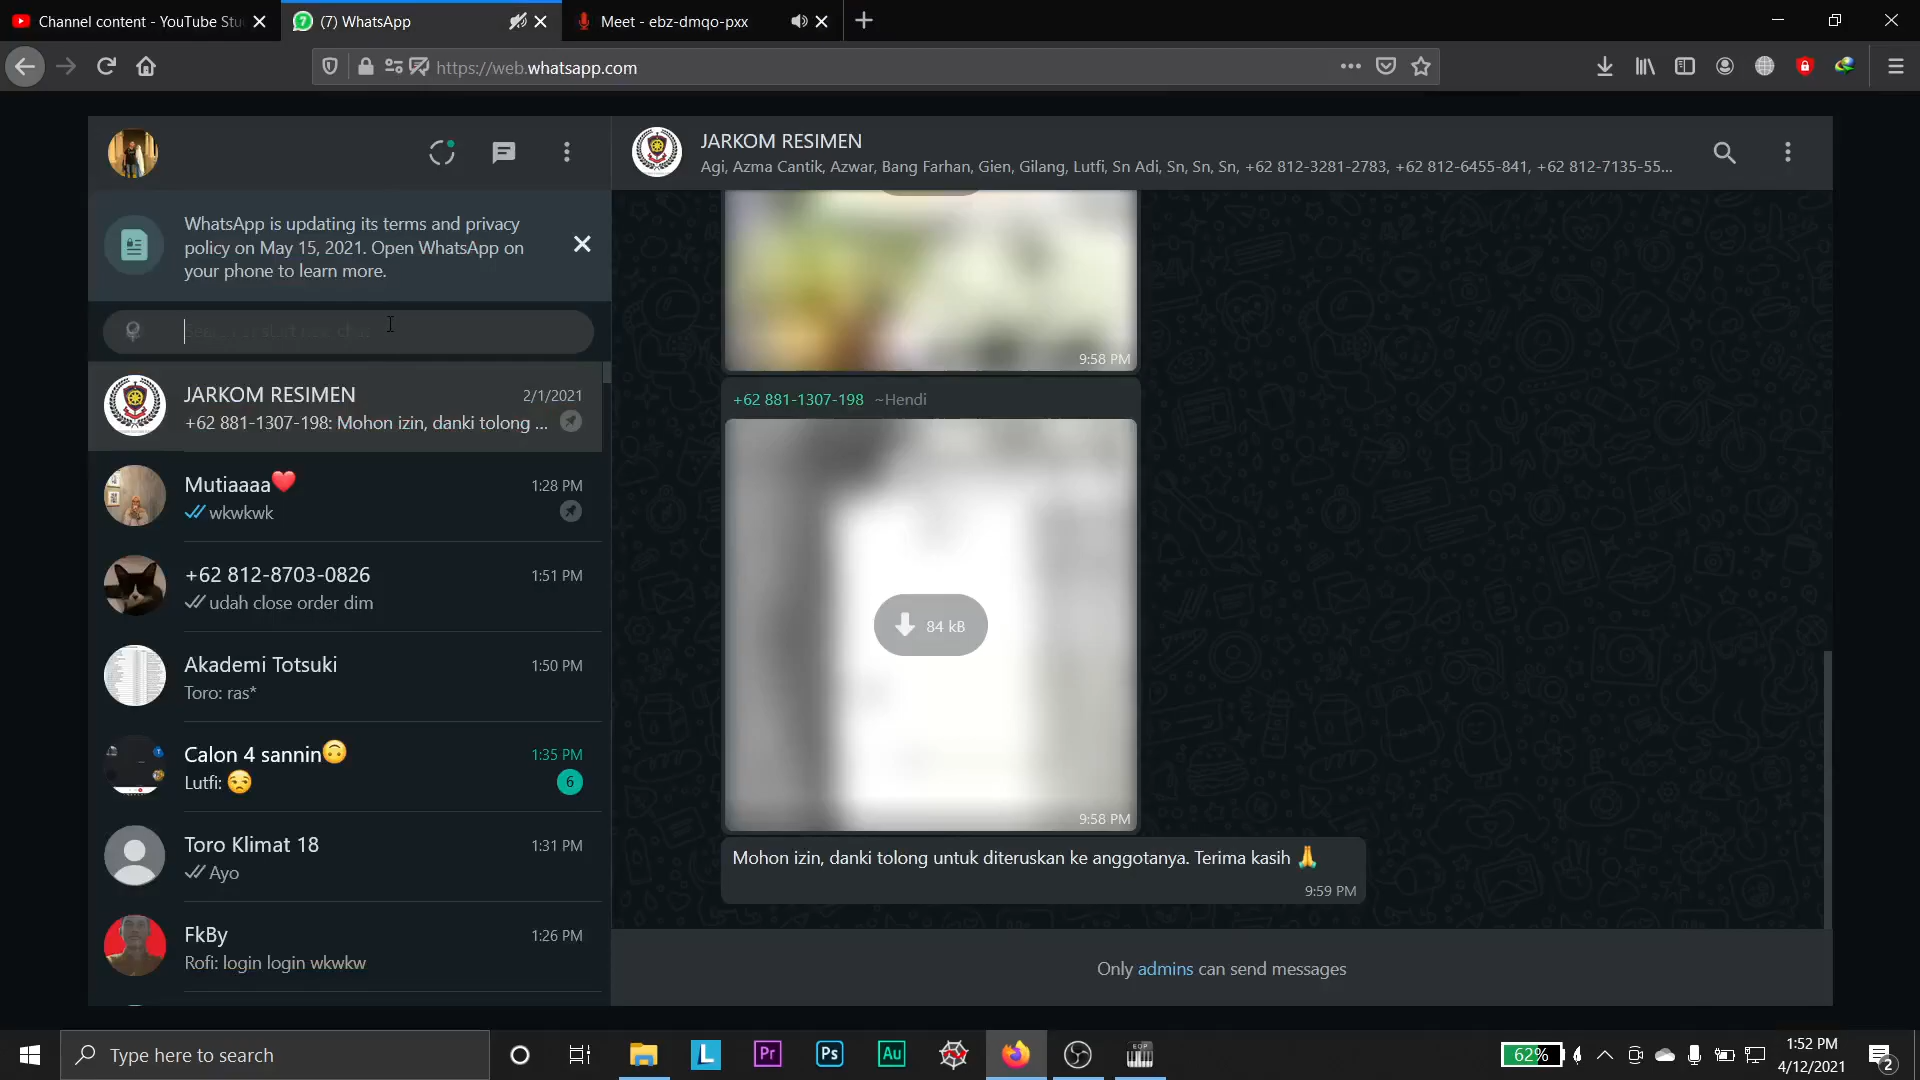 Channel content - YouTube Stu
(7) WhatsApp
Meet - ebz-dmqo-pxx
https://web.whatsapp.com
JARKOM RESIMEN
Agi, Azma Cantik, Azwar, Bang Farhan, Gien, Gilang, Lutfi, Sn Adi, Sn, Sn, Sn, +62 812-3281-2783, +62 812-6455-841, +62 812-7135-55...
WhatsApp is updating its terms and privacy
policy on May 15, 2021. Open WhatsApp on
your phone to learn more.
9:58 PM
JARKOM RESIMEN
2/1/2021
+62 881-1307-198: Mohon izin, danki tolong ...
+62 881-1307-198 ~Hendi
Mutiaaaa❤️
1:28 PM
wkwkwk
+62 812-8703-0826
1:51 PM
udah close order dim
84 kB
Akademi Totsuki
1:50 PM
Toro: ras*
Calon 4 sannin🙃
1:35 PM
Lutfi: 😒
6
9:58 PM
Toro Klimat 18
1:31 PM
Ayo
Mohon izin, danki tolong untuk diteruskan ke anggotanya. Terima kasih 🙏
9:59 PM
FkBy
1:26 PM
Rofi: login login wkwkw
Only admins can send messages
Type here to search
L
Pr
Ps
Au
EQP
62%
1:52 PM
4/12/2021
2